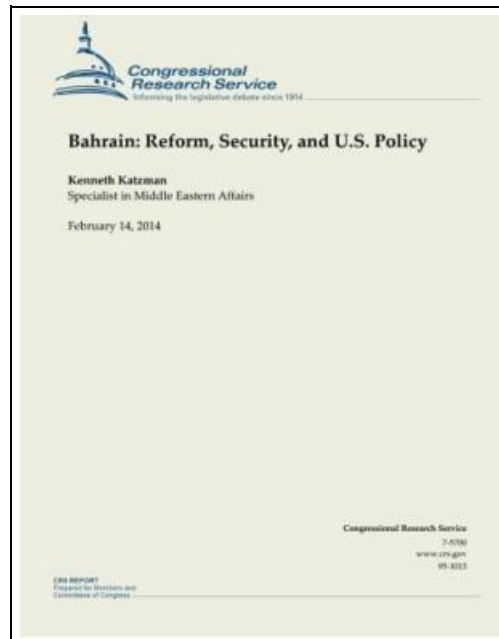 Congressional
Research Service
Informing the legislative debate since 1914
Bahrain: Reform, Security, and U.S. Policy
Kenneth Katzman
Specialist in Middle Eastern Affairs
February 14, 2014
Congressional Research Service
7-5700
www.crs.gov
95-1013
CRS REPORT
Prepared for Members and
Committees of Congress